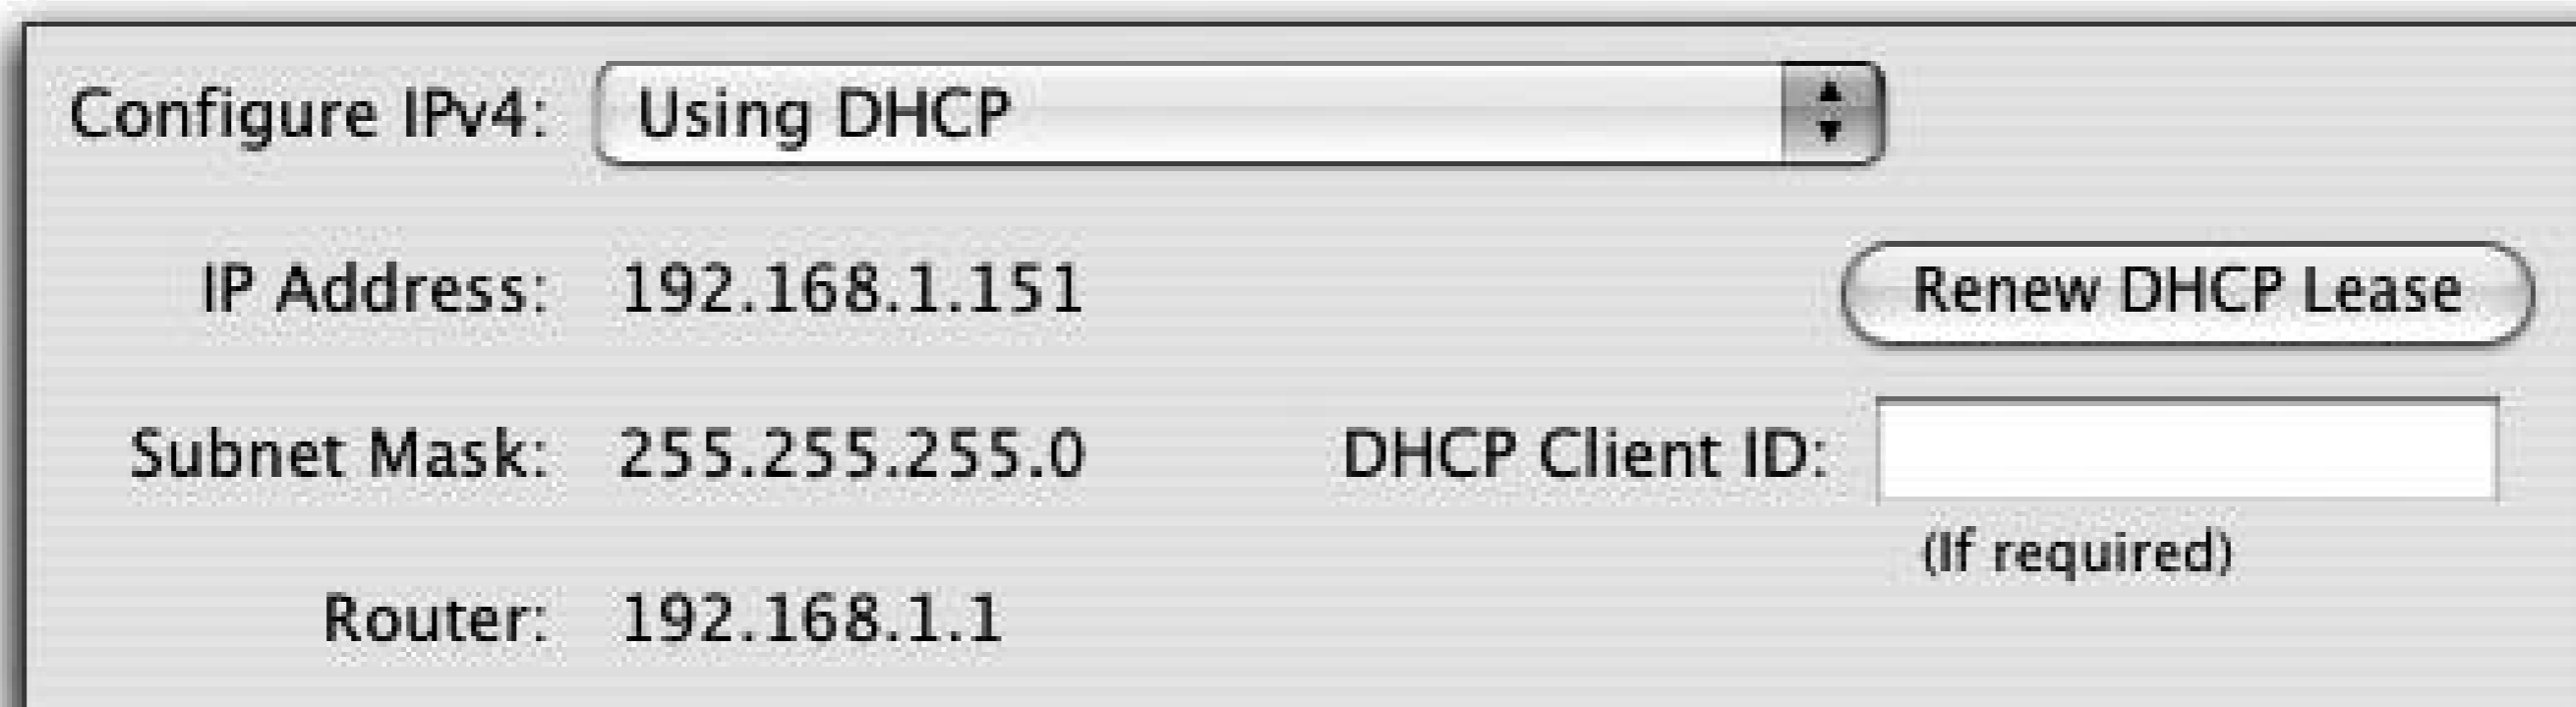 Configure IPv4: Using DHCP
IP Address: 192.168.1.151 Renew DHCP Lease
Subnet Mask: 255.255.255.0 DHCP Client ID:
(If required)
Router: 192.168.1.1